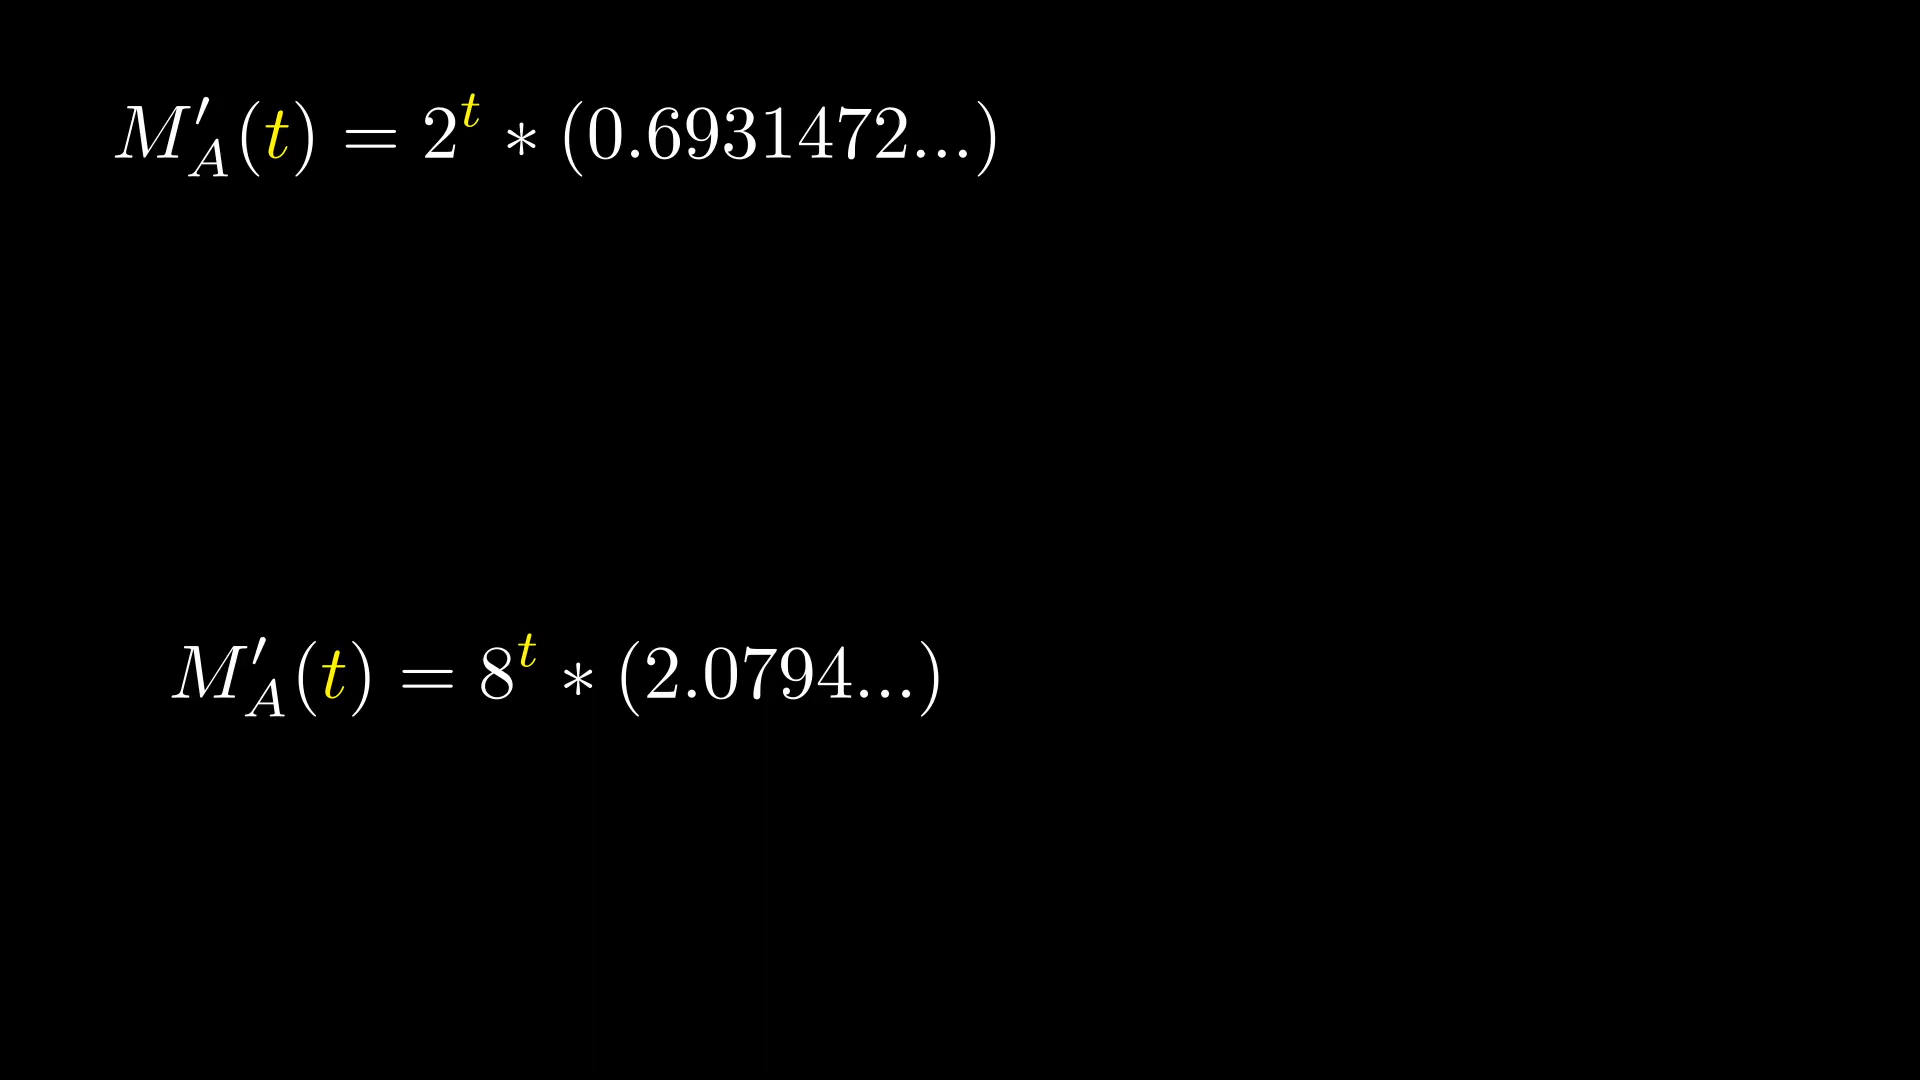 M′_A(t) = 2^t * (0.6931472...)
M′_A(t) = 8^t * (2.0794...)